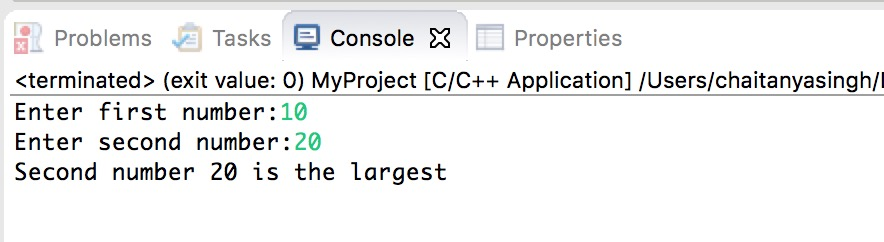 Problems Tasks Console Properties
<terminated> (exit value: 0) MyProject [C/C++ Application] /Users/chaitanyasingh/
Enter first number:10
Enter second number:20
Second number 20 is the largest